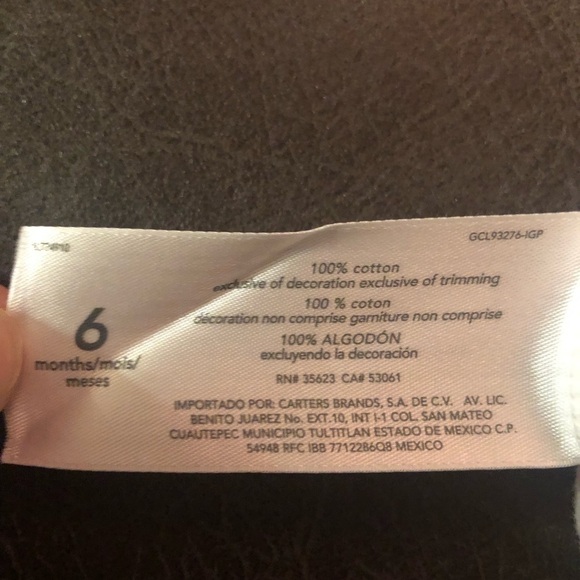 GCL93276-IGP
6
months/mois/
meses
100% cotton
exclusive of decoration exclusive of trimming
100 % coton
décoration non comprise garniture non comprise
100% ALGODÓN
excluyendo la decoración
RN# 35623 CA# 53061
IMPORTADO POR: CARTERS BRANDS, S.A. DE C.V. AV. LIC.
BENITO JUAREZ No. EXT.10, INT I-1 COL. SAN MATEO
CUAUTEPEC MUNICIPIO TULTITLAN ESTADO DE MEXICO C.P.
54948 RFC IBB 7712286Q8 MEXICO